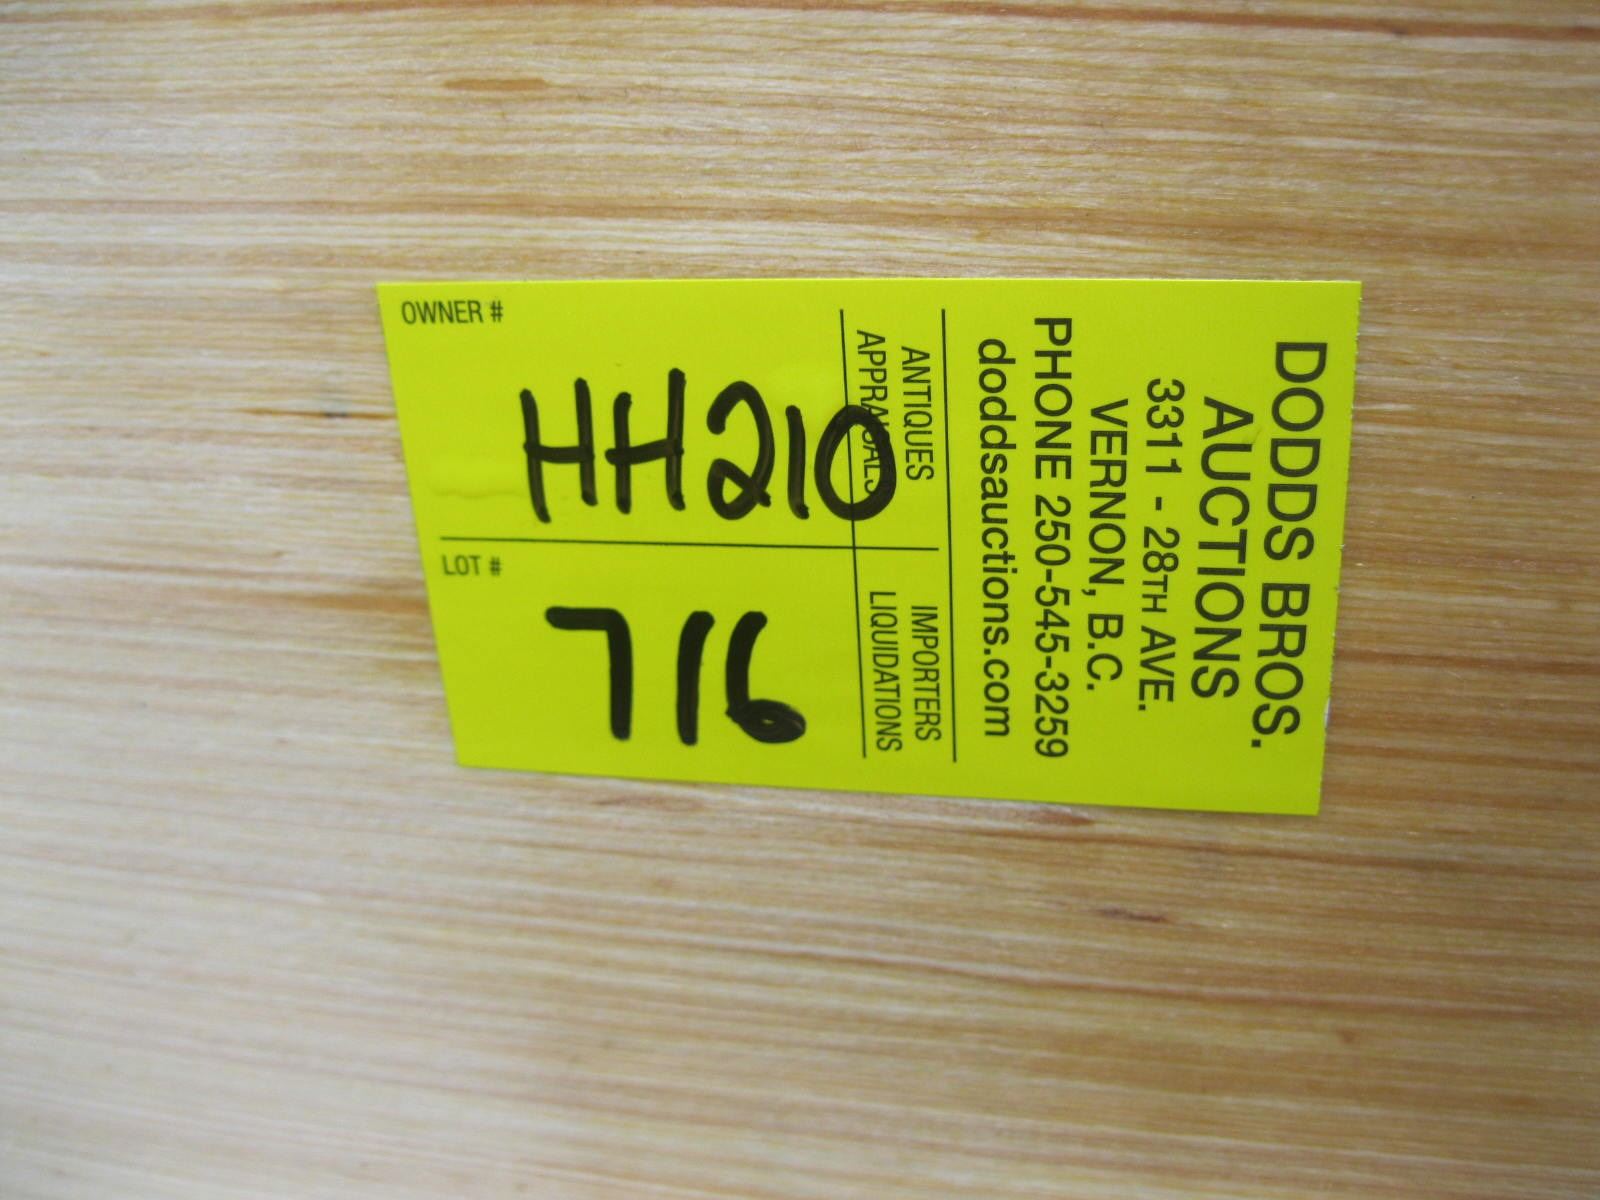 DODDS BROS.
AUCTIONS
3311 - 28TH AVE.
VERNON, B.C.
PHONE 250-545-3259
doddsauctions.com
ANTIQUES IMPORTERS
APPRAISALS LIQUIDATIONS
OWNER #
HH210
LOT #
716